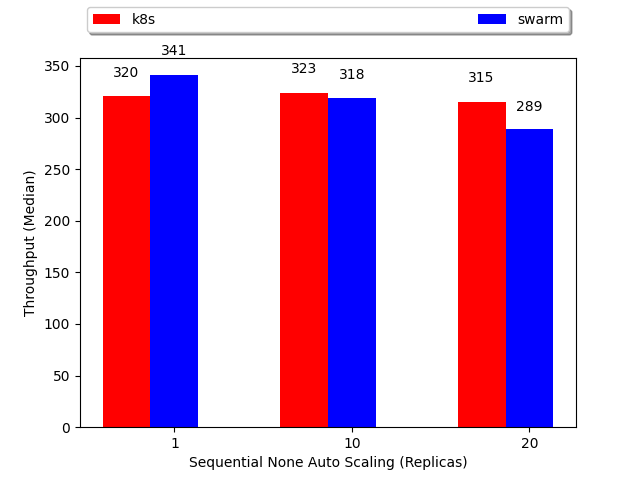 k8s swarm
341
320 323 318 315 289
350
300
250
200
150
100
50
0
Throughput (Median)
1 10 20
Sequential None Auto Scaling (Replicas)